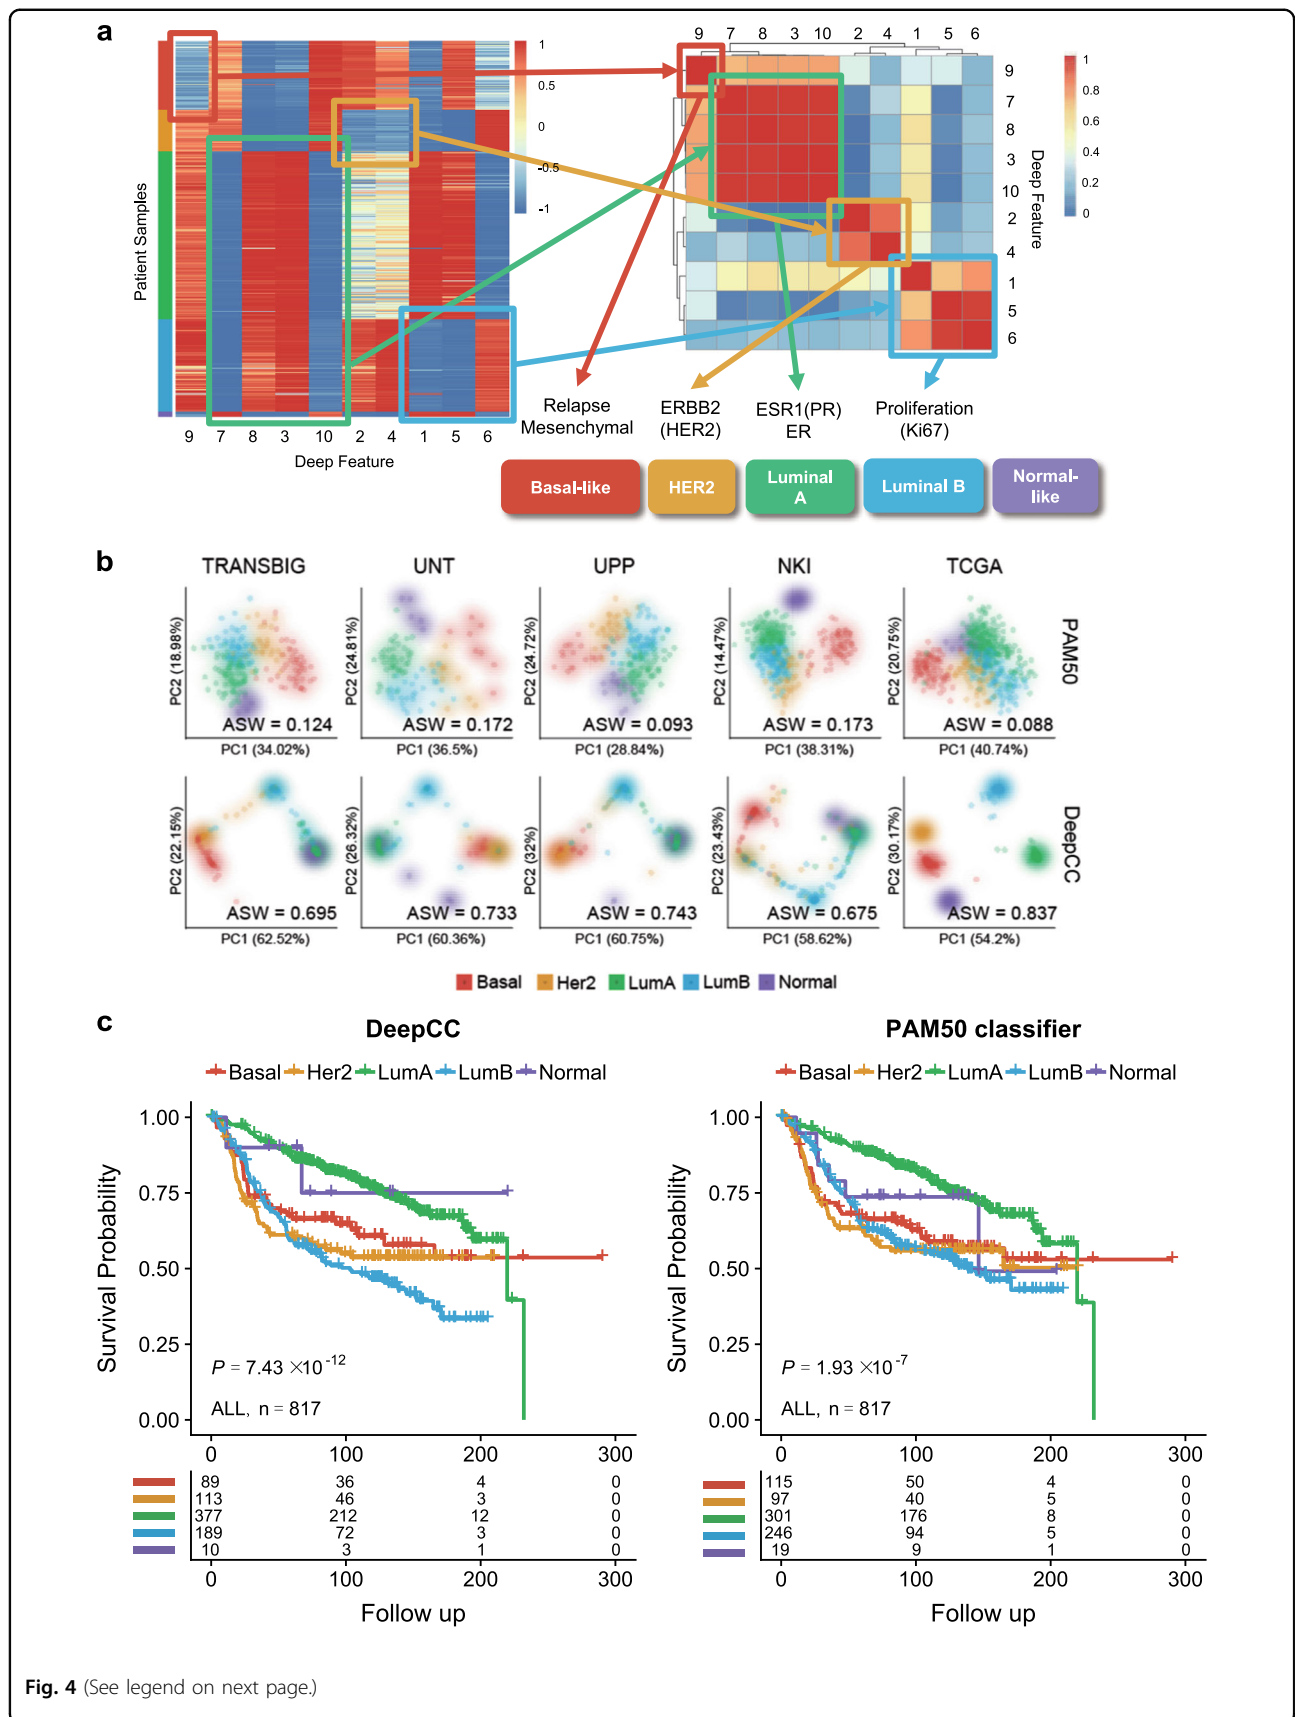 a
9 7 8 3 10 2 4 1 5 6
1
0.5
0
-0.5
-1
Patient Samples
9 7 8 3 10 2 4 1 5 6
Deep Feature
9
7
8
3
10
2
4
1
5
6
Deep Feature
1
0.8
0.6
0.4
0.2
0
Relapse
Mesenchymal
ERBB2
(HER2)
ESR1(PR)
ER
Proliferation
(Ki67)
Basal-like
HER2
Luminal
A
Luminal B
Normal-
like
b
TRANSBIG UNT UPP NKI TCGA
PC2 (18.98%)
ASW = 0.124
PC1 (34.02%)
PC2 (24.81%)
ASW = 0.172
PC1 (36.5%)
PC2 (24.72%)
ASW = 0.093
PC1 (28.84%)
PC2 (14.47%)
ASW = 0.173
PC1 (38.31%)
PC2 (20.75%)
ASW = 0.088
PC1 (40.74%)
PAM50
PC2 (22.15%)
ASW = 0.695
PC1 (62.52%)
PC2 (26.32%)
ASW = 0.733
PC1 (60.36%)
PC2 (32%)
ASW = 0.743
PC1 (60.75%)
PC2 (23.43%)
ASW = 0.675
PC1 (58.62%)
PC2 (30.17%)
ASW = 0.837
PC1 (54.2%)
DeepCC
Basal Her2 LumA LumB Normal
c
DeepCC
Basal Her2 LumA LumB Normal
Survival Probability
1.00
0.75
0.50
0.25
0.00
P = 7.43 ×10-12
ALL, n = 817
0 100 200 300
89 36 4 0
113 46 3 0
377 212 12 0
189 72 3 0
10 3 1 0
0 100 200 300
Follow up
PAM50 classifier
Basal Her2 LumA LumB Normal
Survival Probability
1.00
0.75
0.50
0.25
0.00
P = 1.93 ×10-7
ALL, n = 817
0 100 200 300
115 50 4 0
97 40 5 0
301 176 8 0
246 94 5 0
19 9 1 0
0 100 200 300
Follow up
Fig. 4 (See legend on next page.)